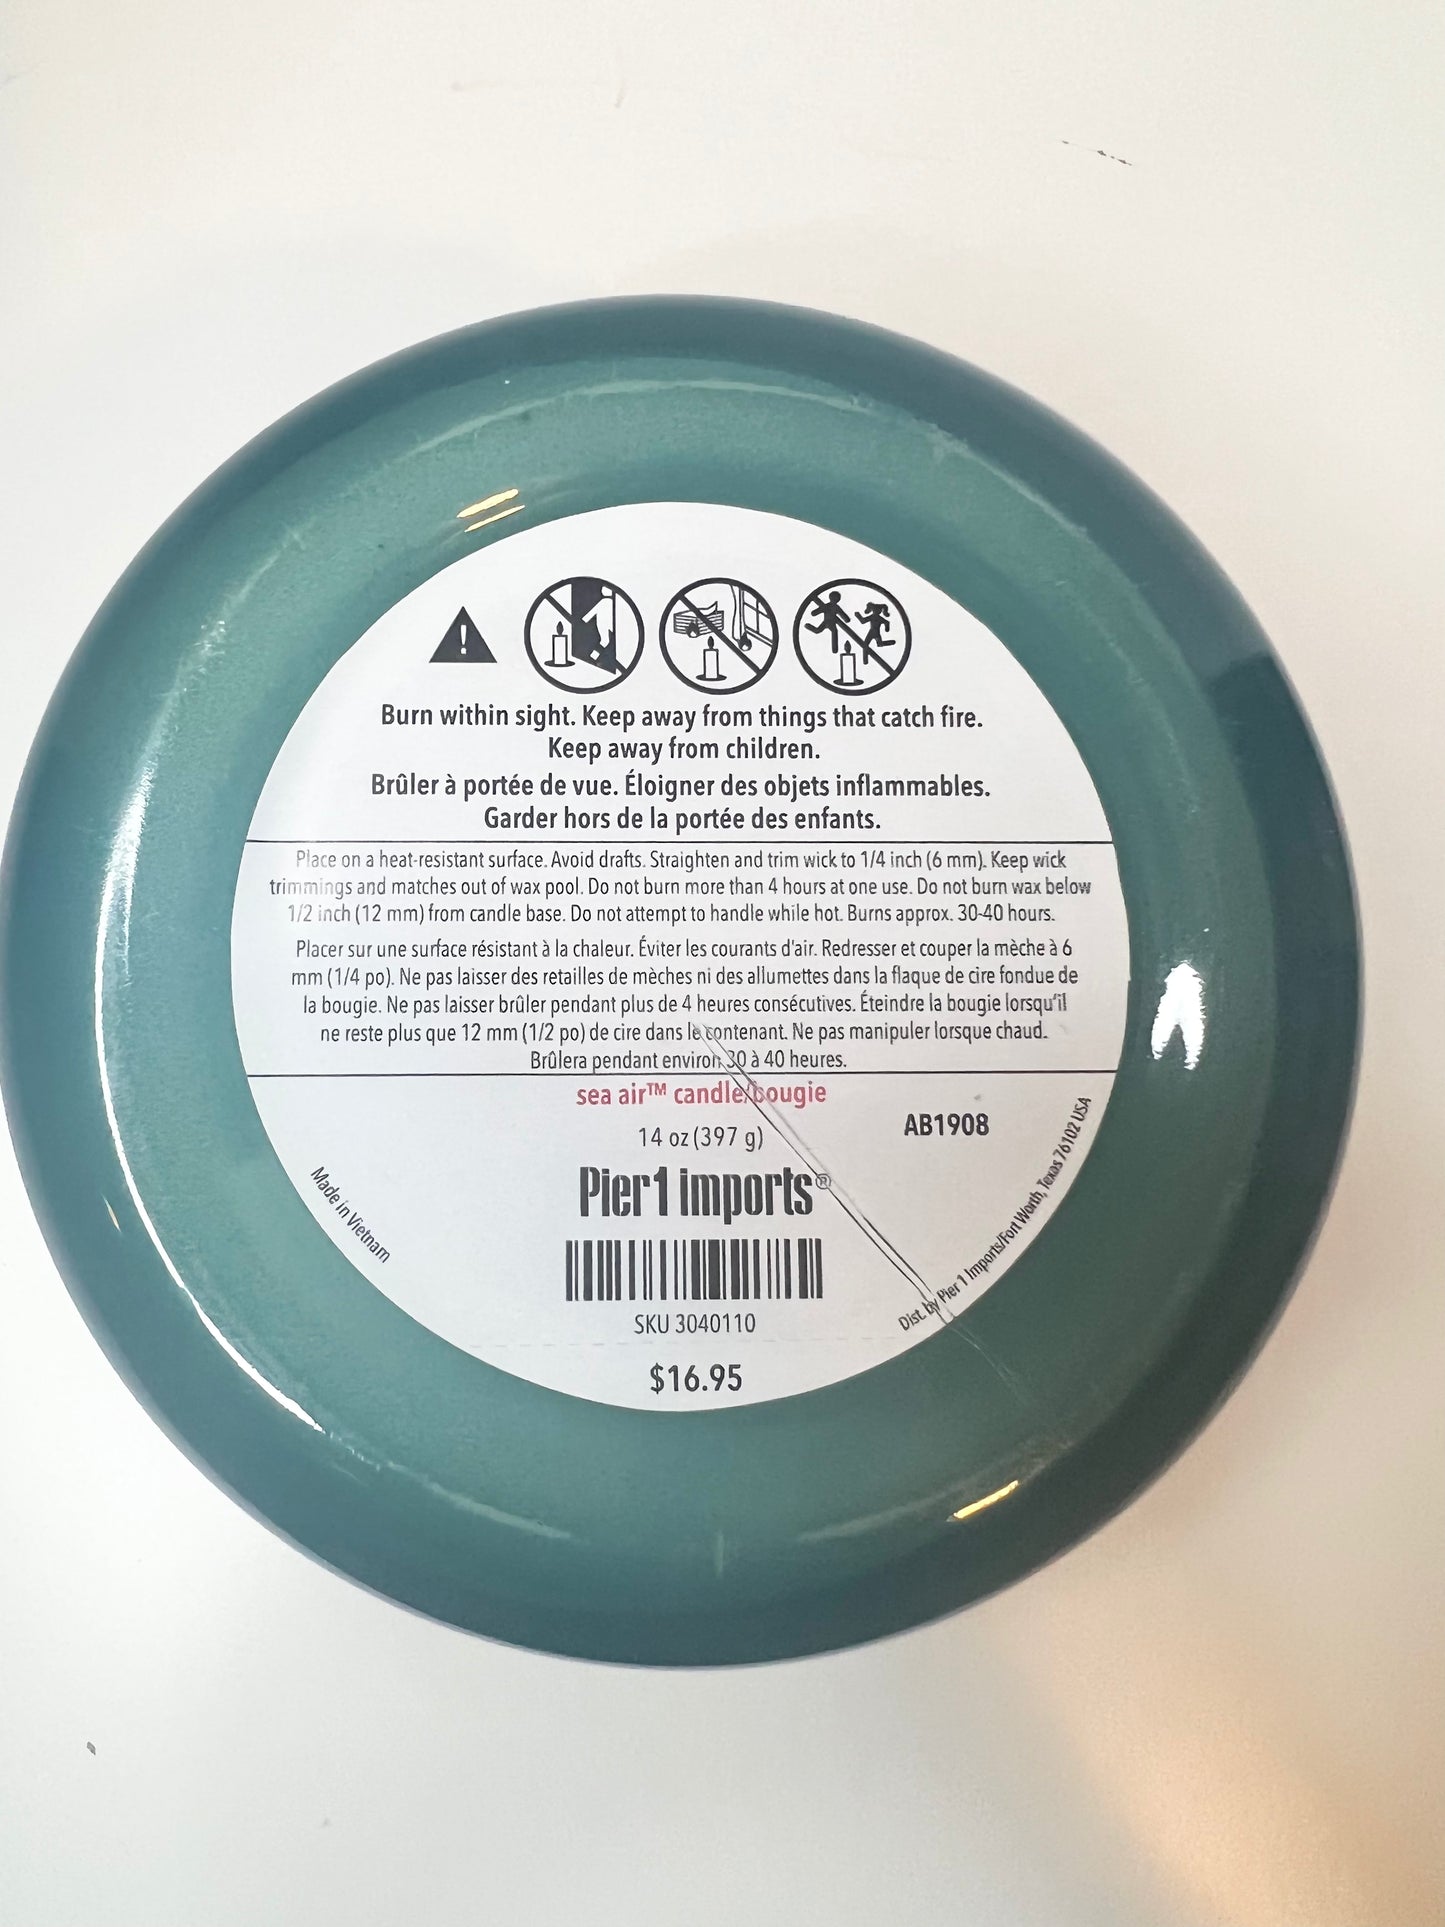 Burn within sight. Keep away from things that catch fire.
Keep away from children.
Brûler à portée de vue. Éloigner des objets inflammables.
Garder hors de la portée des enfants.
Place on a heat-resistant surface. Avoid drafts. Straighten and trim wick to 1/4 inch (6 mm). Keep wick
trimmings and matches out of wax pool. Do not burn more than 4 hours at one use. Do not burn wax below
1/2 inch (12 mm) from candle base. Do not attempt to handle while hot. Burns approx. 30-40 hours.
Placer sur une surface résistant à la chaleur. Éviter les courants d'air. Redresser et couper la mèche à 6
mm (1/4 po). Ne pas laisser des retailles de mèches ni des allumettes dans la flaque de cire fondue de
la bougie. Ne pas laisser brûler pendant plus de 4 heures consécutives. Éteindre la bougie lorsqu'il
ne reste plus que 12 mm (1/2 po) de cire dans le contenant. Ne pas manipuler lorsque chaud.
Brûlera pendant environ 30 à 40 heures.
sea air™ candle/bougie
14 oz (397 g)
AB1908
Pier 1 imports®
Made in Vietnam
Dist. by Pier 1 Imports/Fort Worth, Texas 76102 USA
SKU 3040110
$16.95